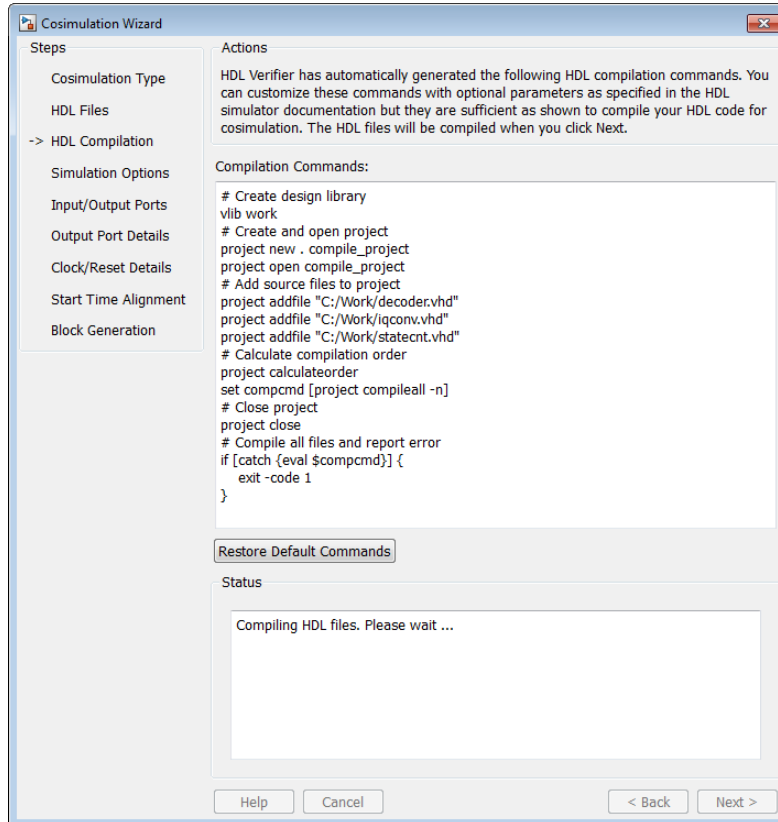 Cosimulation Wizard
Steps
Cosimulation Type
HDL Files
-> HDL Compilation
Simulation Options
Input/Output Ports
Output Port Details
Clock/Reset Details
Start Time Alignment
Block Generation
Actions
HDL Verifier has automatically generated the following HDL compilation commands. You
can customize these commands with optional parameters as specified in the HDL
simulator documentation but they are sufficient as shown to compile your HDL code for
cosimulation. The HDL files will be compiled when you click Next.
Compilation Commands:
# Create design library
vlib work
# Create and open project
project new . compile_project
project open compile_project
# Add source files to project
project addfile "C:/Work/decoder.vhd"
project addfile "C:/Work/iqconv.vhd"
project addfile "C:/Work/statecnt.vhd"
# Calculate compilation order
project calculateorder
set compcmd [project compileall -n]
# Close project
project close
# Compile all files and report error
if [catch {eval $compcmd}] {
exit -code 1
}
Restore Default Commands
Status
Compiling HDL files. Please wait ...
Help Cancel < Back Next >